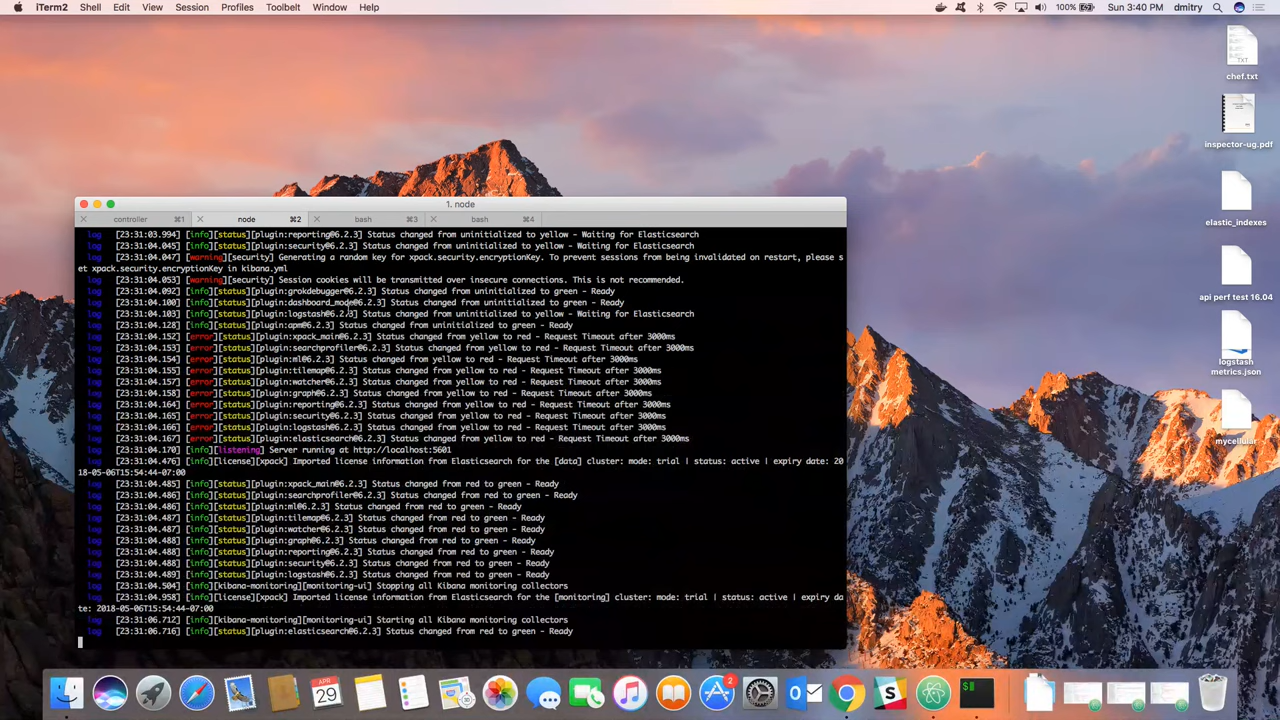 iTerm2 Shell Edit View Session Profiles Toolbelt Window Help 100% Sun 3:40 PM dmitry
TXT
chef.txt
inspector-ug.pdf
elastic_indexes
api perf test 16.04
logstash
metrics.json
mycellular
1. node
controller ⌘1 node ⌘2 bash ⌘3 bash ⌘4
log [23:31:03.994] [info][status][plugin:reporting@6.2.3] Status changed from uninitialized to yellow - Waiting for Elasticsearch
log [23:31:04.045] [info][status][plugin:security@6.2.3] Status changed from uninitialized to yellow - Waiting for Elasticsearch
log [23:31:04.047] [warning][security] Generating a random key for xpack.security.encryptionKey. To prevent sessions from being invalidated on restart, please s
et xpack.security.encryptionKey in kibana.yml
log [23:31:04.053] [warning][security] Session cookies will be transmitted over insecure connections. This is not recommended.
log [23:31:04.092] [info][status][plugin:grokdebugger@6.2.3] Status changed from uninitialized to green - Ready
log [23:31:04.100] [info][status][plugin:dashboard_mode@6.2.3] Status changed from uninitialized to green - Ready
log [23:31:04.103] [info][status][plugin:logstash@6.2.3] Status changed from uninitialized to yellow - Waiting for Elasticsearch
log [23:31:04.128] [info][status][plugin:apm@6.2.3] Status changed from uninitialized to green - Ready
log [23:31:04.152] [error][status][plugin:xpack_main@6.2.3] Status changed from yellow to red - Request Timeout after 3000ms
log [23:31:04.153] [error][status][plugin:searchprofiler@6.2.3] Status changed from yellow to red - Request Timeout after 3000ms
log [23:31:04.154] [error][status][plugin:ml@6.2.3] Status changed from yellow to red - Request Timeout after 3000ms
log [23:31:04.155] [error][status][plugin:tilemap@6.2.3] Status changed from yellow to red - Request Timeout after 3000ms
log [23:31:04.157] [error][status][plugin:watcher@6.2.3] Status changed from yellow to red - Request Timeout after 3000ms
log [23:31:04.158] [error][status][plugin:graph@6.2.3] Status changed from yellow to red - Request Timeout after 3000ms
log [23:31:04.164] [error][status][plugin:reporting@6.2.3] Status changed from yellow to red - Request Timeout after 3000ms
log [23:31:04.165] [error][status][plugin:security@6.2.3] Status changed from yellow to red - Request Timeout after 3000ms
log [23:31:04.166] [error][status][plugin:logstash@6.2.3] Status changed from yellow to red - Request Timeout after 3000ms
log [23:31:04.167] [error][status][plugin:elasticsearch@6.2.3] Status changed from yellow to red - Request Timeout after 3000ms
log [23:31:04.170] [info][listening] Server running at http://localhost:5601
log [23:31:04.476] [info][license][xpack] Imported license information from Elasticsearch for the [data] cluster: mode: trial | status: active | expiry date: 20
18-05-06T15:54:44-07:00
log [23:31:04.485] [info][status][plugin:xpack_main@6.2.3] Status changed from red to green - Ready
log [23:31:04.486] [info][status][plugin:searchprofiler@6.2.3] Status changed from red to green - Ready
log [23:31:04.486] [info][status][plugin:ml@6.2.3] Status changed from red to green - Ready
log [23:31:04.487] [info][status][plugin:tilemap@6.2.3] Status changed from red to green - Ready
log [23:31:04.487] [info][status][plugin:watcher@6.2.3] Status changed from red to green - Ready
log [23:31:04.488] [info][status][plugin:graph@6.2.3] Status changed from red to green - Ready
log [23:31:04.488] [info][status][plugin:reporting@6.2.3] Status changed from red to green - Ready
log [23:31:04.488] [info][status][plugin:security@6.2.3] Status changed from red to green - Ready
log [23:31:04.489] [info][status][plugin:logstash@6.2.3] Status changed from red to green - Ready
log [23:31:04.504] [info][kibana-monitoring][monitoring-ui] Stopping all Kibana monitoring collectors
log [23:31:04.958] [info][license][xpack] Imported license information from Elasticsearch for the [monitoring] cluster: mode: trial | status: active | expiry da
te: 2018-05-06T15:54:44-07:00
log [23:31:06.712] [info][kibana-monitoring][monitoring-ui] Starting all Kibana monitoring collectors
log [23:31:06.716] [info][status][plugin:elasticsearch@6.2.3] Status changed from red to green - Ready
APR
29
2
$